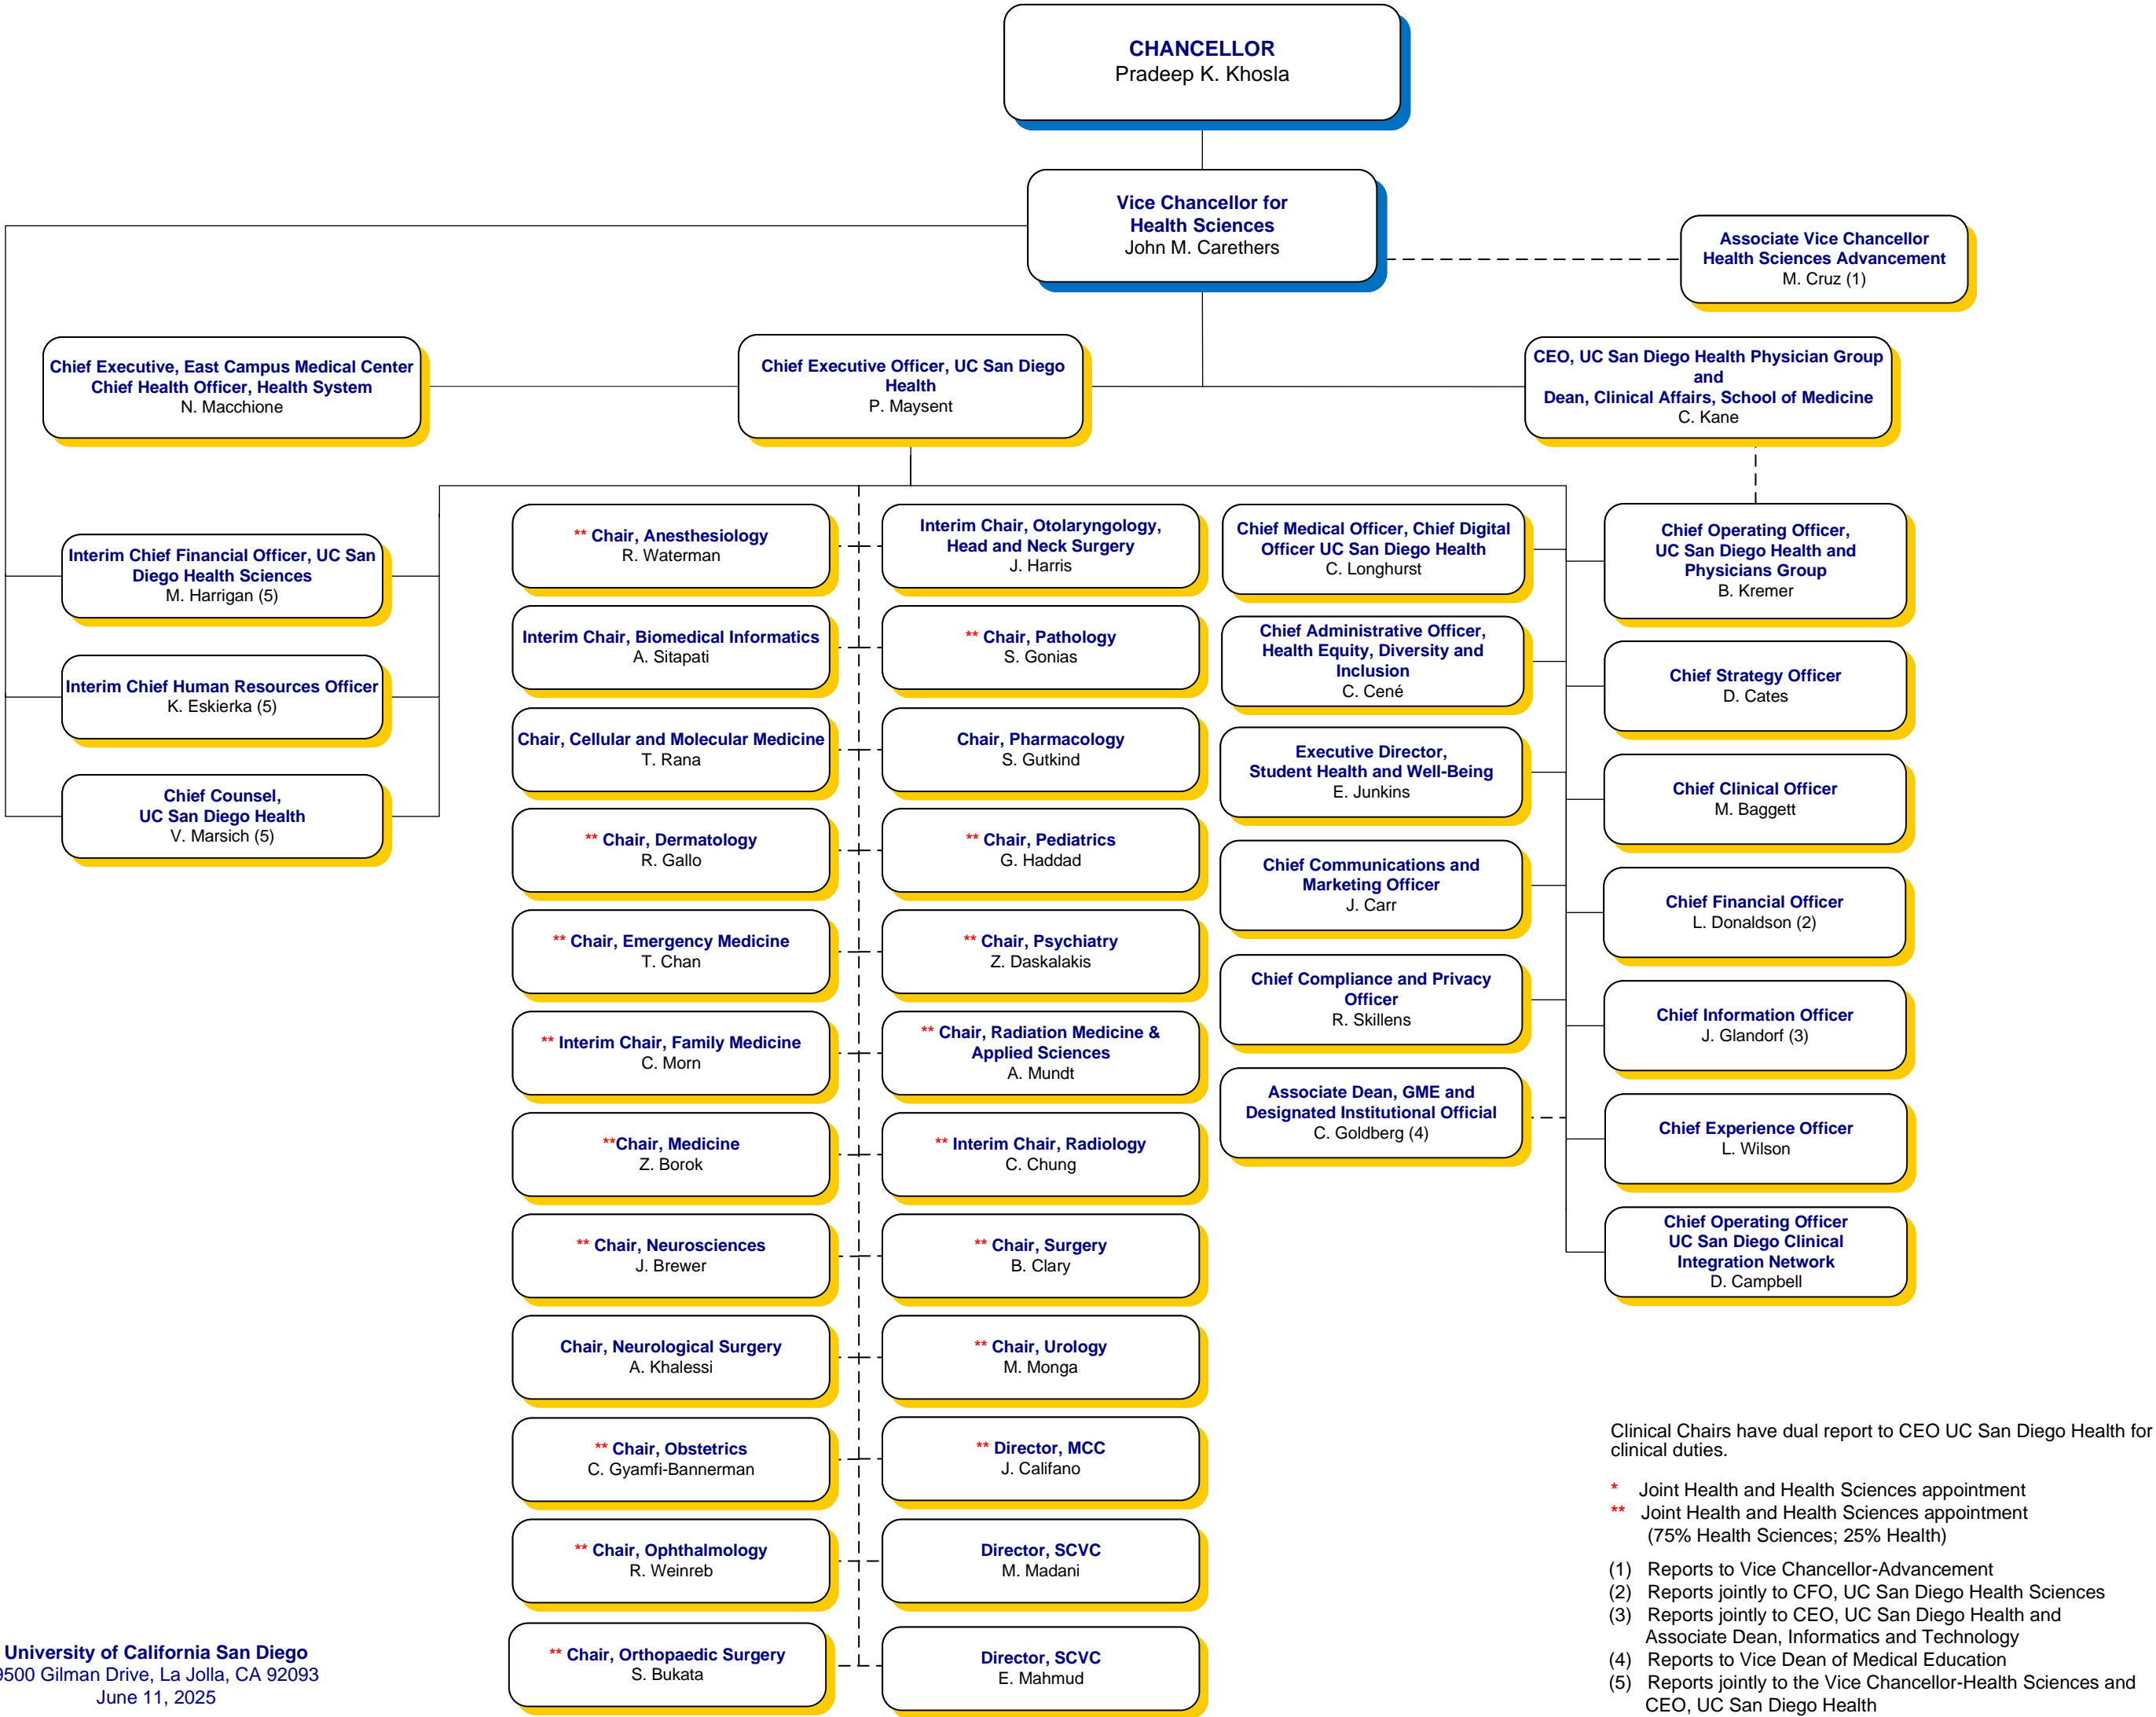 CHANCELLOR
Pradeep K. Khosla
Vice Chancellor for
Health Sciences
John M. Carethers
Associate Vice Chancellor
Health Sciences Advancement
M. Cruz (1)
Chief Executive, East Campus Medical Center
Chief Health Officer, Health System
N. Macchione
Chief Executive Officer, UC San Diego
Health
P. Maysent
CEO, UC San Diego Health Physician Group
and
Dean, Clinical Affairs, School of Medicine
C. Kane
Interim Chief Financial Officer, UC San
Diego Health Sciences
M. Harrigan (5)
Interim Chief Human Resources Officer
K. Eskierka (5)
Chief Counsel,
UC San Diego Health
V. Marsich (5)
** Chair, Anesthesiology
R. Waterman
Interim Chair, Biomedical Informatics
A. Sitapati
Chair, Cellular and Molecular Medicine
T. Rana
** Chair, Dermatology
R. Gallo
** Chair, Emergency Medicine
T. Chan
** Interim Chair, Family Medicine
C. Morn
**Chair, Medicine
Z. Borok
** Chair, Neurosciences
J. Brewer
Chair, Neurological Surgery
A. Khalessi
** Chair, Obstetrics
C. Gyamfi-Bannerman
** Chair, Ophthalmology
R. Weinreb
** Chair, Orthopaedic Surgery
S. Bukata
Interim Chair, Otolaryngology,
Head and Neck Surgery
J. Harris
** Chair, Pathology
S. Gonias
Chair, Pharmacology
S. Gutkind
** Chair, Pediatrics
G. Haddad
** Chair, Psychiatry
Z. Daskalakis
** Chair, Radiation Medicine &
Applied Sciences
A. Mundt
** Interim Chair, Radiology
C. Chung
** Chair, Surgery
B. Clary
** Chair, Urology
M. Monga
** Director, MCC
J. Califano
Director, SCVC
M. Madani
Director, SCVC
E. Mahmud
Chief Medical Officer, Chief Digital
Officer UC San Diego Health
C. Longhurst
Chief Administrative Officer,
Health Equity, Diversity and
Inclusion
C. Cené
Executive Director,
Student Health and Well-Being
E. Junkins
Chief Communications and
Marketing Officer
J. Carr
Chief Compliance and Privacy
Officer
R. Skillens
Associate Dean, GME and
Designated Institutional Official
C. Goldberg (4)
Chief Operating Officer,
UC San Diego Health and
Physicians Group
B. Kremer
Chief Strategy Officer
D. Cates
Chief Clinical Officer
M. Baggett
Chief Financial Officer
L. Donaldson (2)
Chief Information Officer
J. Glandorf (3)
Chief Experience Officer
L. Wilson
Chief Operating Officer
UC San Diego Clinical
Integration Network
D. Campbell
Clinical Chairs have dual report to CEO UC San Diego Health for
clinical duties.
* Joint Health and Health Sciences appointment
** Joint Health and Health Sciences appointment
(75% Health Sciences; 25% Health)
(1) Reports to Vice Chancellor-Advancement
(2) Reports jointly to CFO, UC San Diego Health Sciences
(3) Reports jointly to CEO, UC San Diego Health and
Associate Dean, Informatics and Technology
(4) Reports to Vice Dean of Medical Education
(5) Reports jointly to the Vice Chancellor-Health Sciences and
CEO, UC San Diego Health
University of California San Diego
9500 Gilman Drive, La Jolla, CA 92093
June 11, 2025